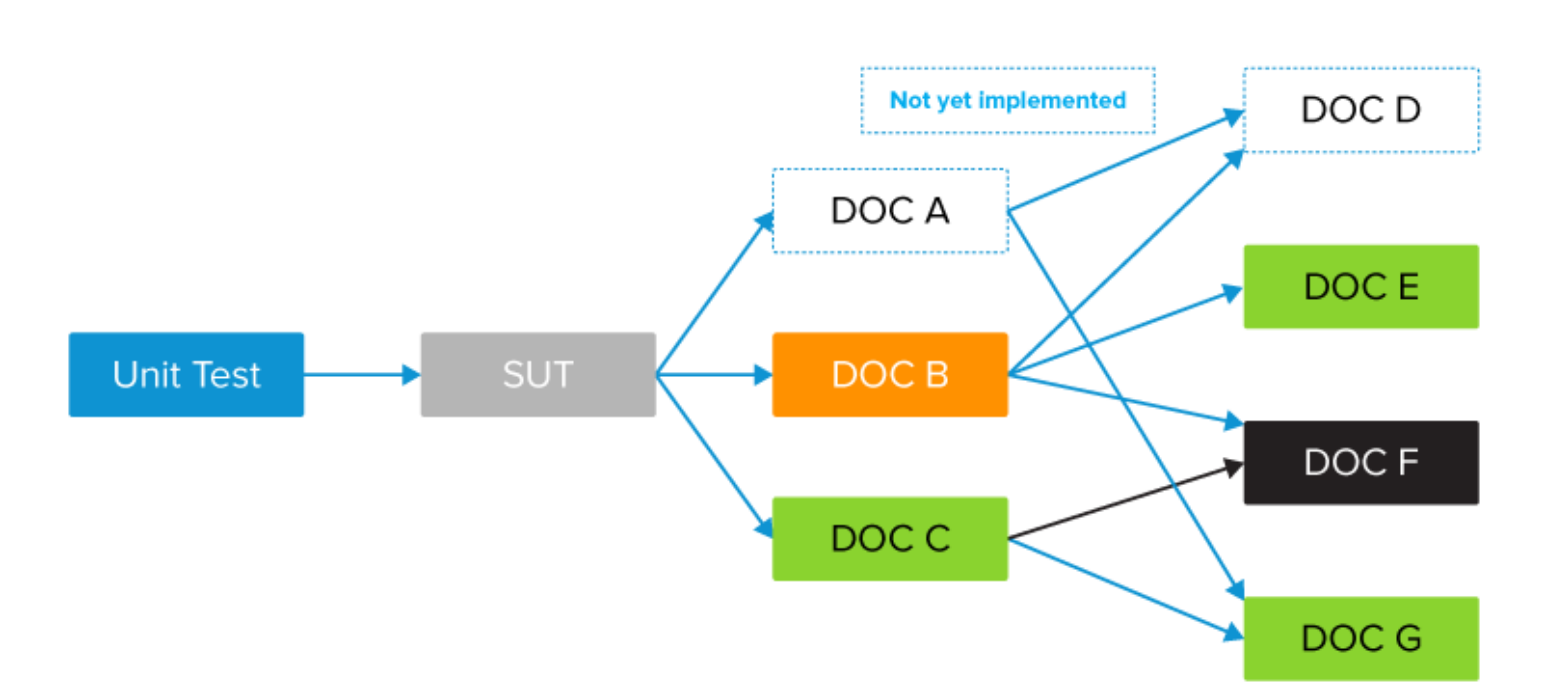 Not yet implemented
DOC D
DOC A
DOC E
Unit Test
SUT
DOC B
DOC F
DOC C
DOC G